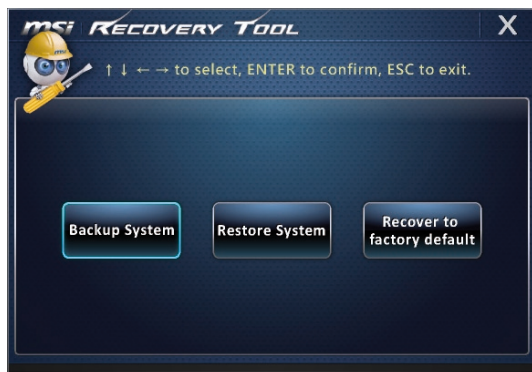 msi RECOVERY TOOL X
↑ ↓ ← → to select, ENTER to confirm, ESC to exit.
Backup System
Restore System
Recover to
factory default